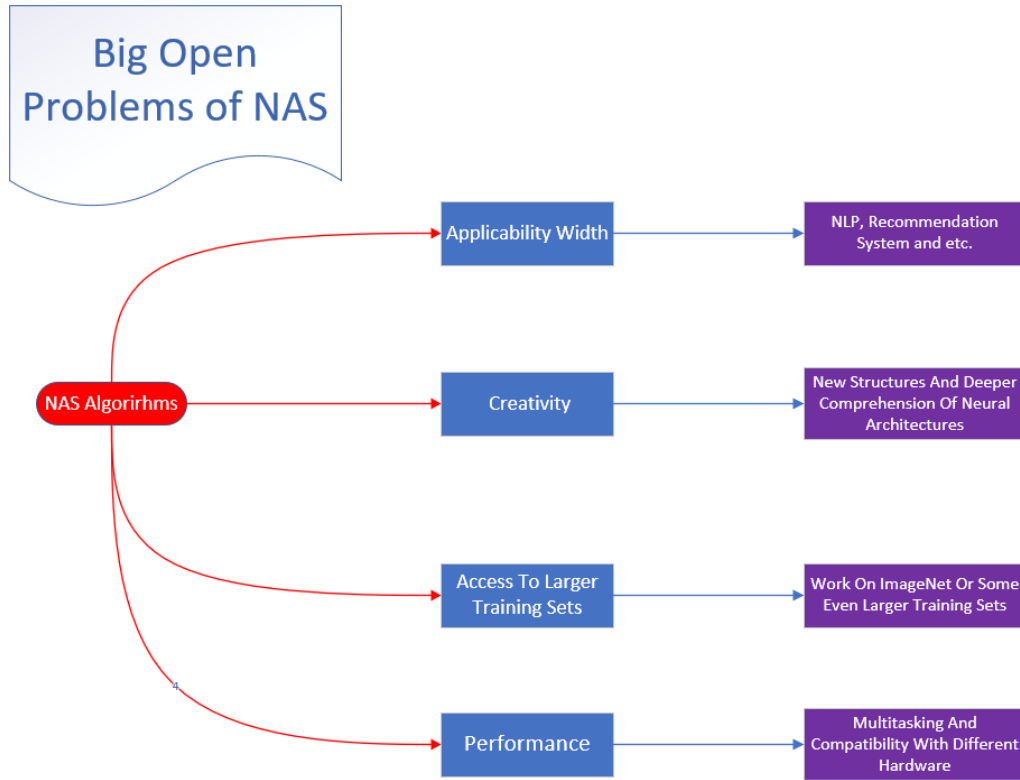 Big Open
Problems of NAS
Applicability Width
NLP, Recommendation
System and etc.
NAS Algorirhms
Creativity
New Structures And Deeper
Comprehension Of Neural
Architectures
Access To Larger
Training Sets
Work On ImageNet Or Some
Even Larger Training Sets
4
Performance
Multitasking And
Compatibility With Different
Hardware